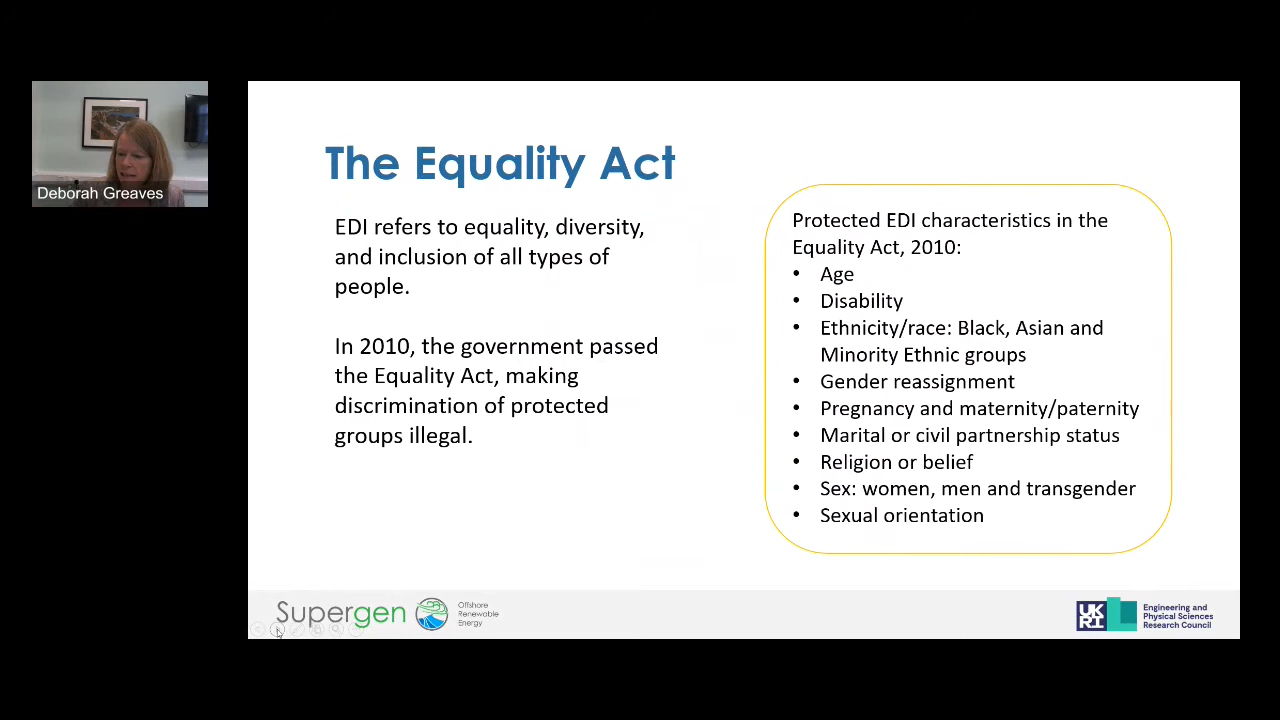 Deborah Greaves
The Equality Act
EDI refers to equality, diversity,
and inclusion of all types of
people.
In 2010, the government passed
the Equality Act, making
discrimination of protected
groups illegal.
Protected EDI characteristics in the
Equality Act, 2010:
• Age
• Disability
• Ethnicity/race: Black, Asian and
Minority Ethnic groups
• Gender reassignment
• Pregnancy and maternity/paternity
• Marital or civil partnership status
• Religion or belief
• Sex: women, men and transgender
• Sexual orientation
Supergen
Offshore
Renewable
Energy
UKRI
Engineering and
Physical Sciences
Research Council